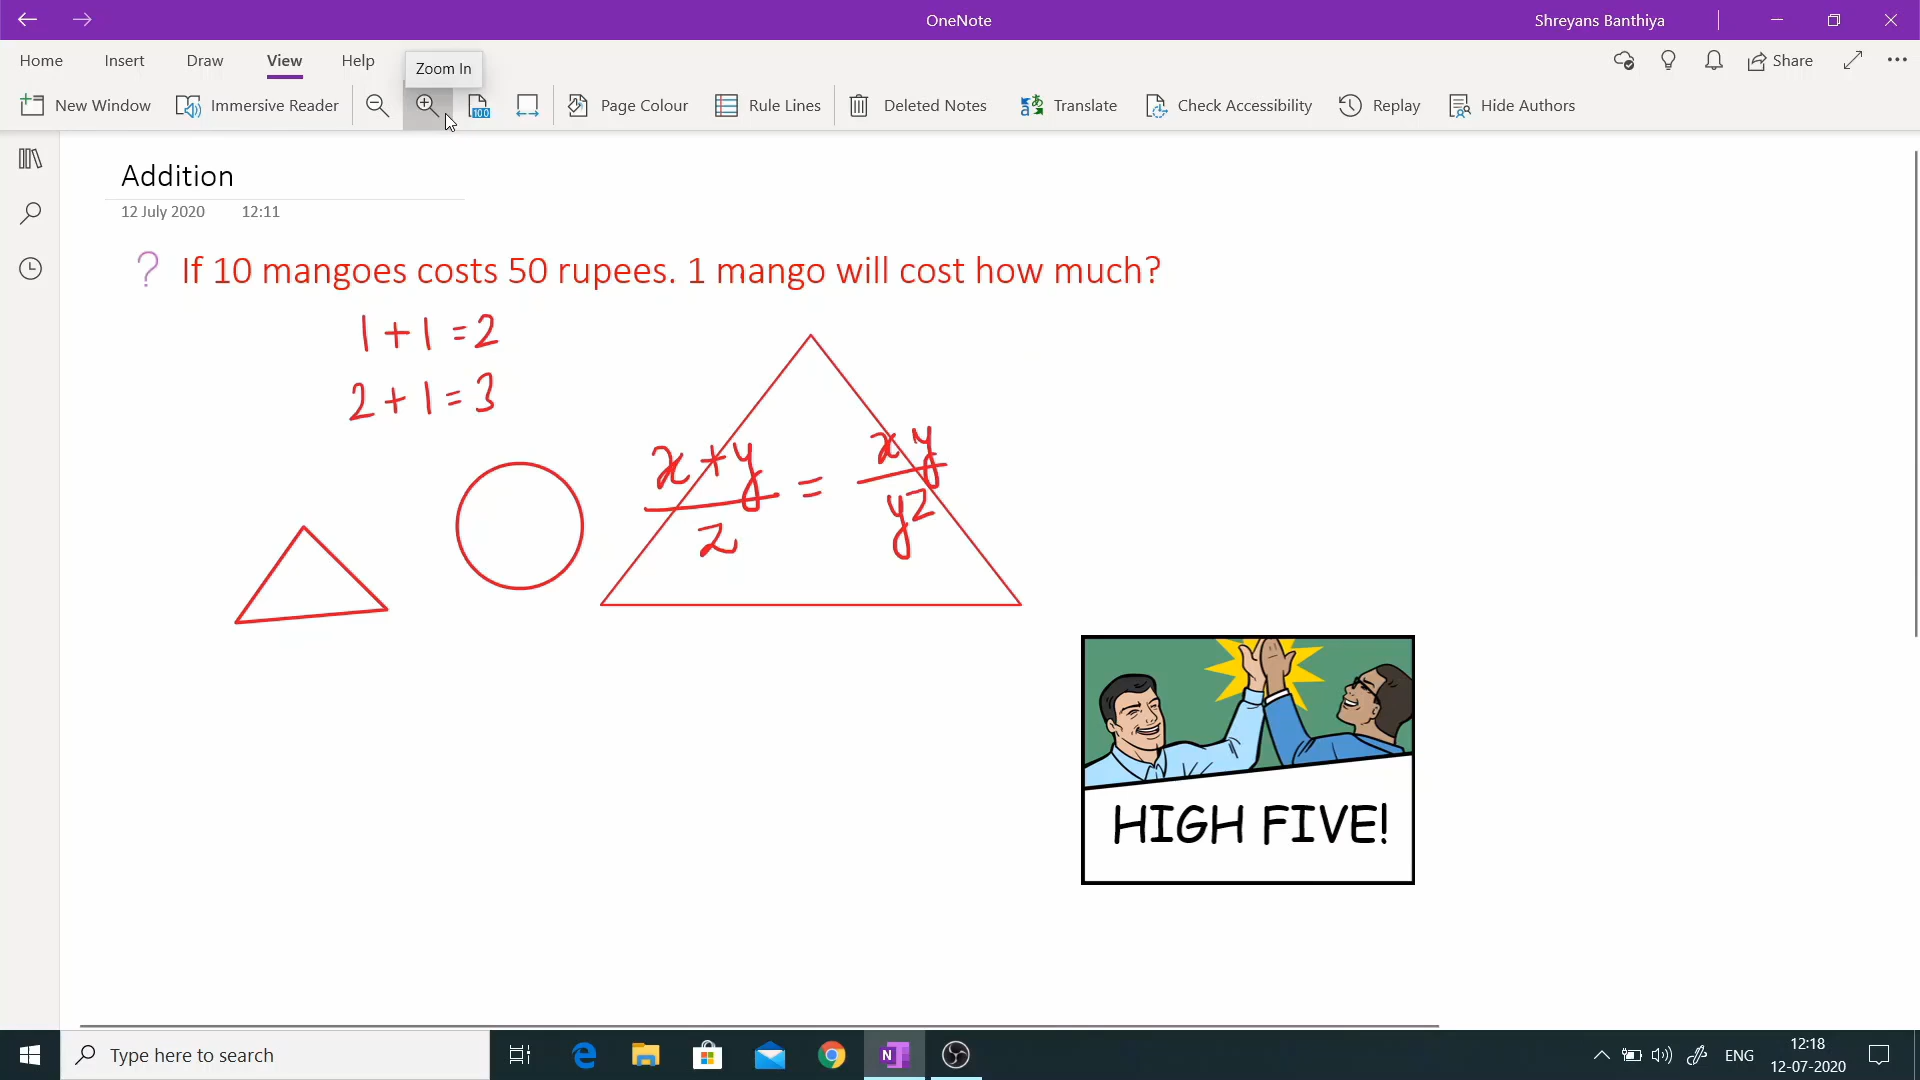 OneNote
Shreyans Banthiya
Home Insert Draw View Help
Zoom In
Share
New Window Immersive Reader 100 Page Colour Rule Lines Deleted Notes Translate Check Accessibility Replay Hide Authors
Addition
12 July 2020 12:11
? If 10 mangoes costs 50 rupees. 1 mango will cost how much?
1 + 1 = 2
2 + 1 = 3
x + y = xy
2 y2
HIGH FIVE!
Type here to search
N
ENG
12:18
12-07-2020